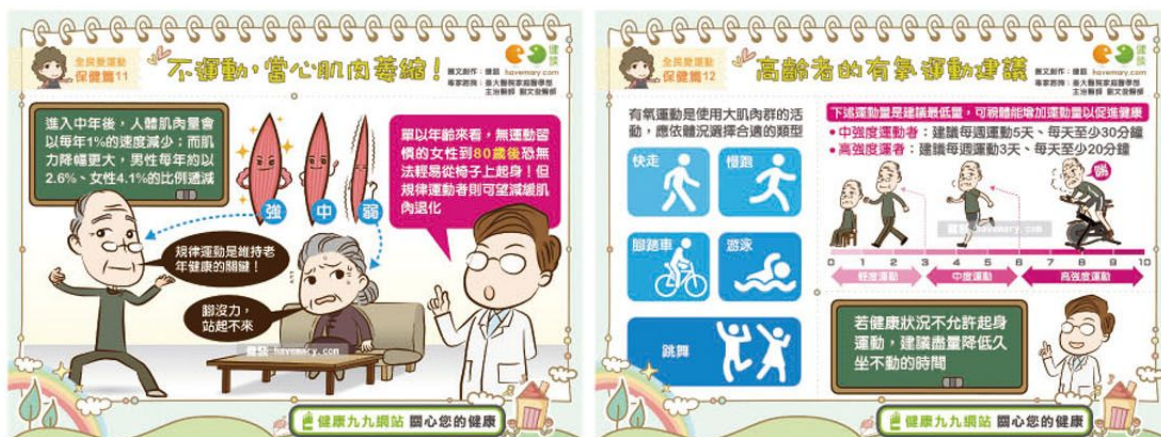 全民愛運動
保健篇11
不運動，當心肌肉萎縮！
健談
圖文創作：健談 havemary.com
專家諮詢：臺大醫院家庭醫學部
主治醫師 劉文俊醫師
進入中年後，人體肌肉量會
以每年1%的速度減少；而肌
力降幅更大，男性每年約以
2.6%、女性4.1%的比例遞減
強
中
弱
單以年齡來看，無運動習
慣的女性到80歲後恐無
法輕易從椅子上起身！但
規律運動者則可望減緩肌
肉退化
規律運動是維持老
年健康的關鍵！
腳沒力，
站起不來
健談 havemary.com
健康九九網站 關心您的健康
全民愛運動
保健篇12
高齡者的有氧運動建議
健談
圖文創作：健談 havemary.com
專家諮詢：臺大醫院家庭醫學部
主治醫師 劉文俊醫師
有氧運動是使用大肌肉群的活
動，應依體況選擇合適的類型
快走
慢跑
腳踏車
游泳
跳舞
下述運動量是建議最低量，可視體能增加運動量以促進健康
•中強度運動者：建議每週運動5天、每天至少30分鐘
•高強度運者：建議每週運動3天、每天至少20分鐘
喘
健談 havemary.com
0 1 2 3 4 5 6 7 8 9 10
輕度運動
中度運動
高強度運動
若健康狀況不允許起身
運動，建議盡量降低久
坐不動的時間
健康九九網站 關心您的健康